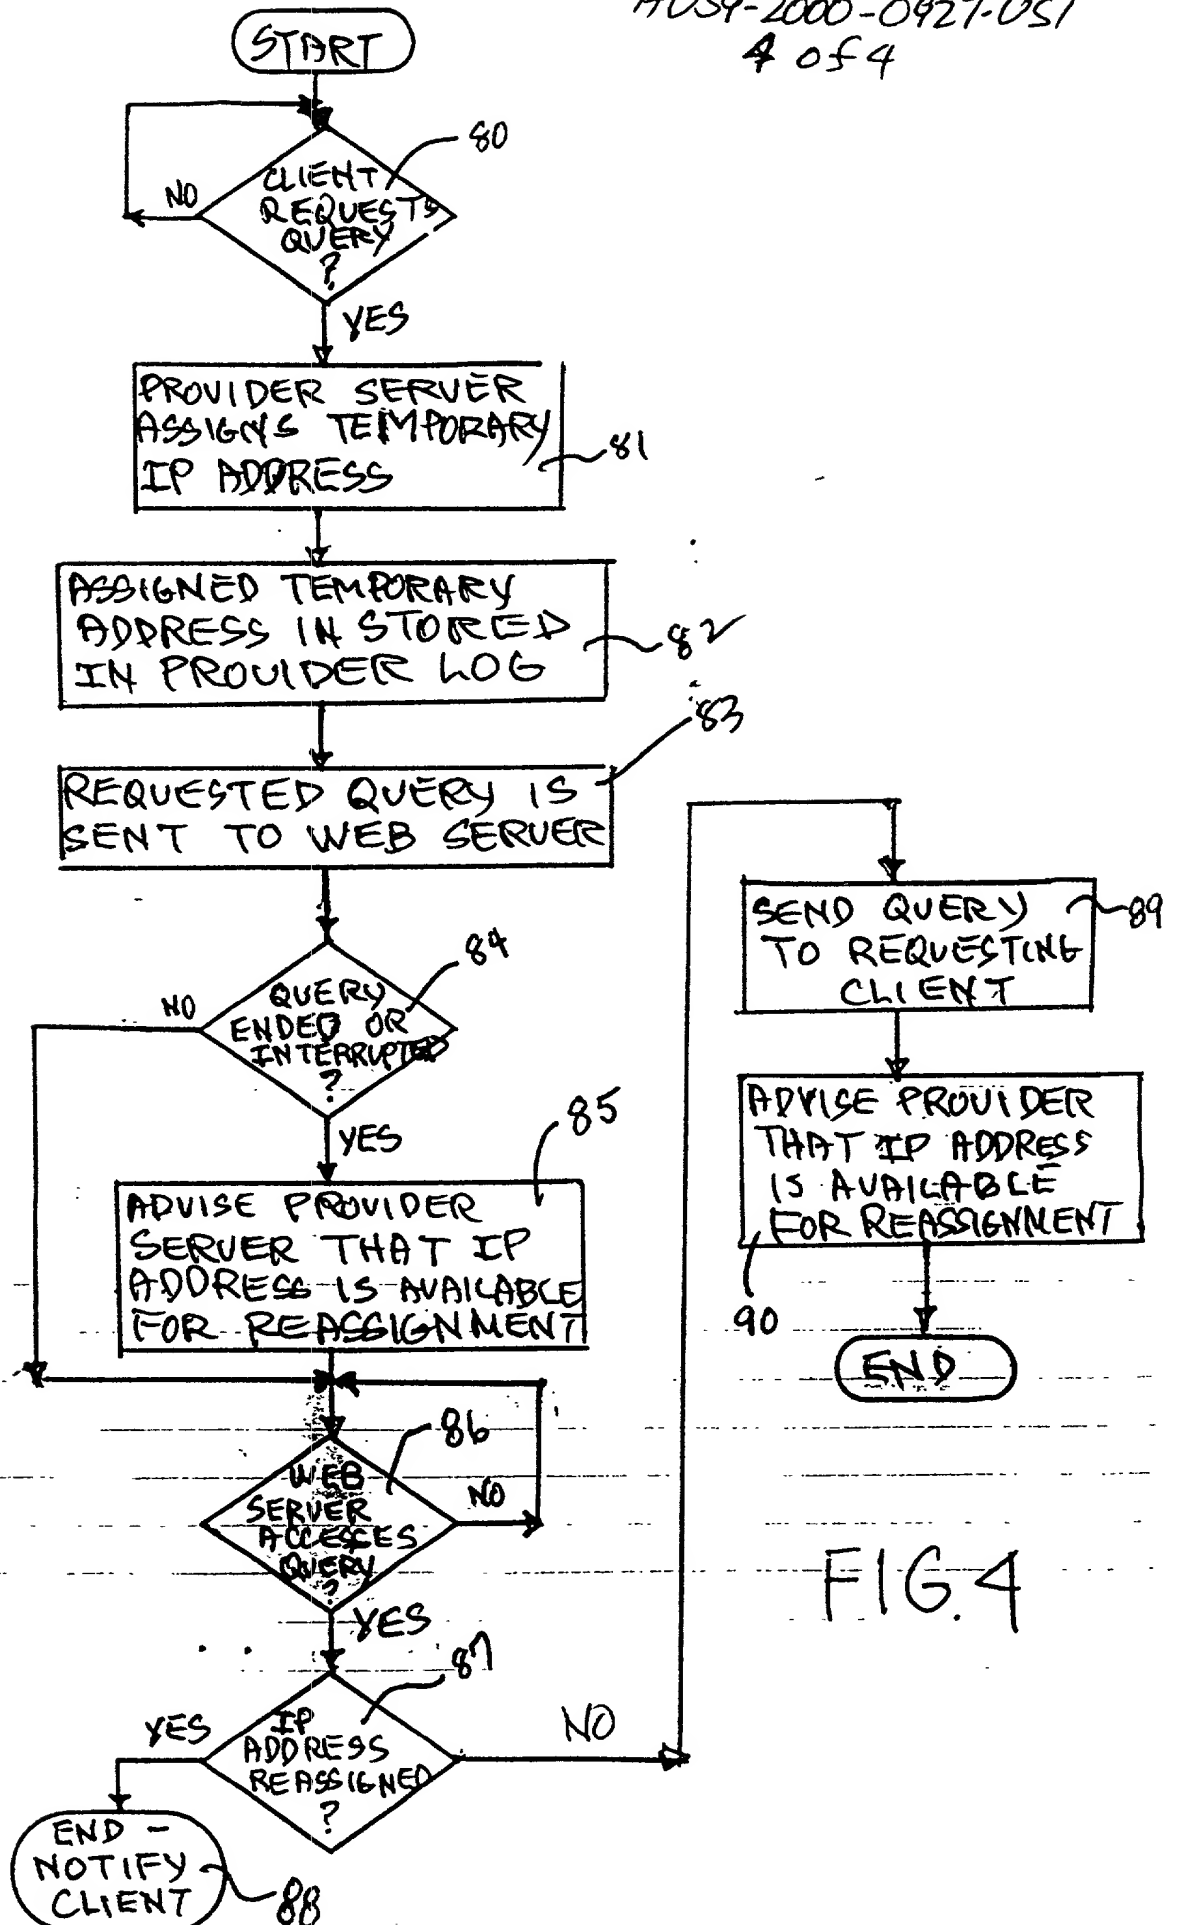 AUS9-2000-0927-US1
4 of 4
START
80
CLIENT
REQUESTS
QUERY
?
NO
YES
PROVIDER SERVER
ASSIGNS TEMPORARY
IP ADDRESS
81
ASSIGNED TEMPORARY
ADDRESS IN STORED
IN PROVIDER LOG
82
83
REQUESTED QUERY IS
SENT TO WEB SERVER
84
QUERY
ENDED OR
INTERRUPTED
?
NO
YES
85
ADVISE PROVIDER
SERVER THAT IP
ADDRESS IS AVAILABLE
FOR REASSIGNMENT
86
WEB
SERVER
ACCESSES
QUERY
?
NO
YES
87
IP
ADDRESS
REASSIGNED
?
YES
NO
END -
NOTIFY
CLIENT
88
SEND QUERY
TO REQUESTING
CLIENT
89
ADVISE PROVIDER
THAT IP ADDRESS
IS AVAILABLE
FOR REASSIGNMENT
90
END
FIG. 4